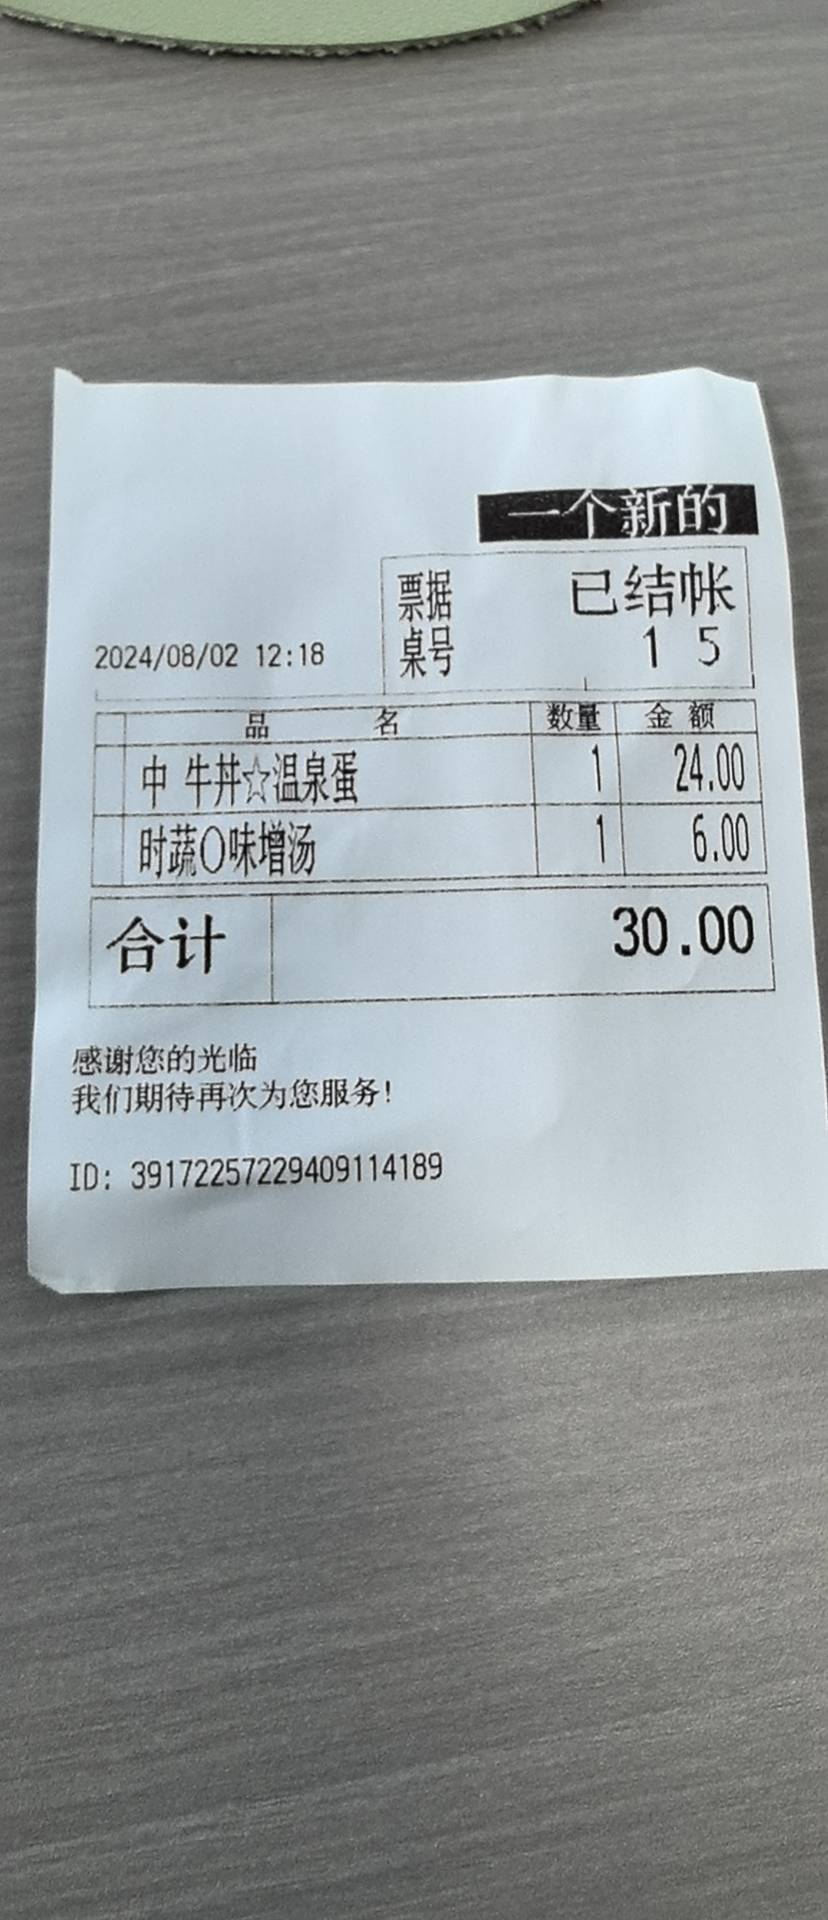 一个新的
票据 已结帐
2024/08/02 12:18 桌号 1 5
品 名 数量 金 额
中 牛丼☆温泉蛋 1 24.00
时蔬〇味增汤 1 6.00
合计 30.00
感谢您的光临
我们期待再次为您服务!
ID: 39172257229409114189